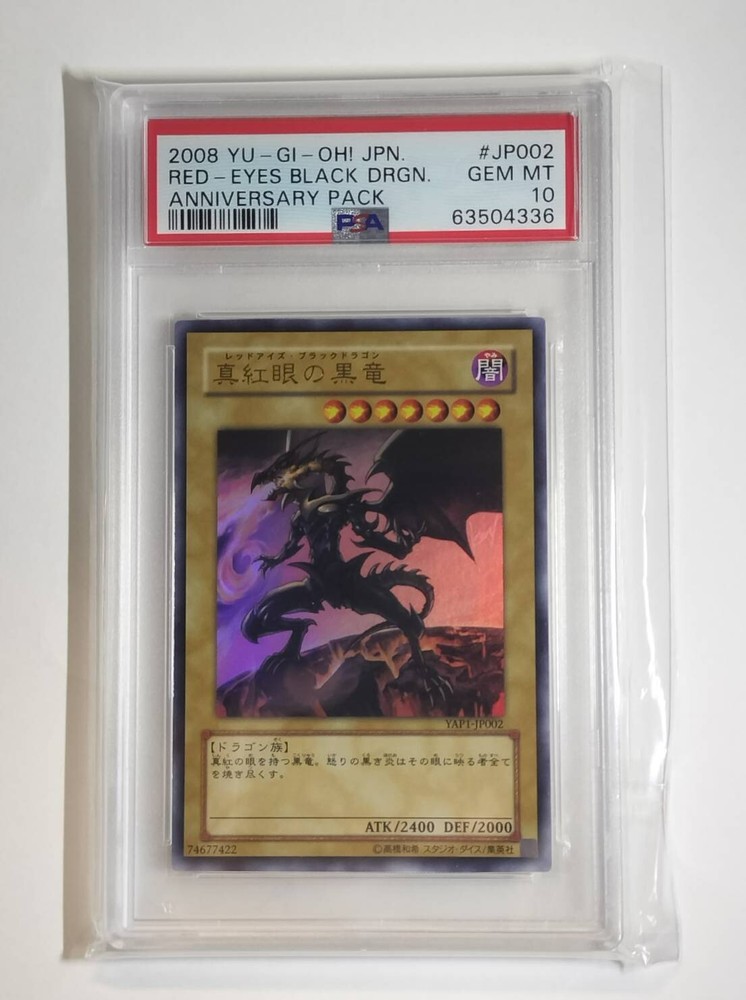 2008 YU-GI-OH! JPN. #JP002
RED-EYES BLACK DRGN. GEM MT
ANNIVERSARY PACK 10
PSA 63504336
レッドアイズ・ブラックドラゴン
真紅眼の黒竜
やみ
闇
YAP1-JP002
【ドラゴン族】
真紅の眼を持つ黒竜。怒りの黒き炎はその眼に映る者全て
を焼き尽くす。
ATK/2400 DEF/2000
74677422 ©高橋和希 スタジオ・ダイス/集英社